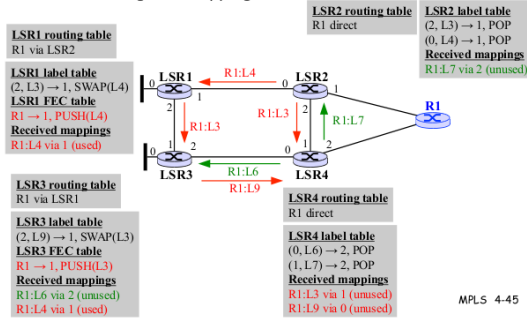 LSR1 routing table
R1 via LSR2
LSR1 label table
(2, L3) → 1, SWAP(L4)
LSR1 FEC table
R1 → 1, PUSH(L4)
Received mappings
R1:L4 via 1 (used)
LSR2 routing table
R1 direct
LSR2 label table
(2, L3) → 1, POP
(0, L4) → 1, POP
Received mappings
R1:L7 via 2 (unused)
LSR1
R1:L4
LSR2
0
1
0
1
2
2
R1:L3
R1:L3
R1:L7
R1
2
1
0
1
R1:L6
0
2
LSR3
R1:L9
LSR4
LSR3 routing table
R1 via LSR1
LSR3 label table
(2, L9) → 1, SWAP(L3)
LSR3 FEC table
R1 → 1, PUSH(L3)
Received mappings
R1:L6 via 2 (unused)
R1:L4 via 1 (used)
LSR4 routing table
R1 direct
LSR4 label table
(0, L6) → 2, POP
(1, L7) → 2, POP
Received mappings
R1:L3 via 1 (unused)
R1:L9 via 0 (unused)
MPLS 4-45